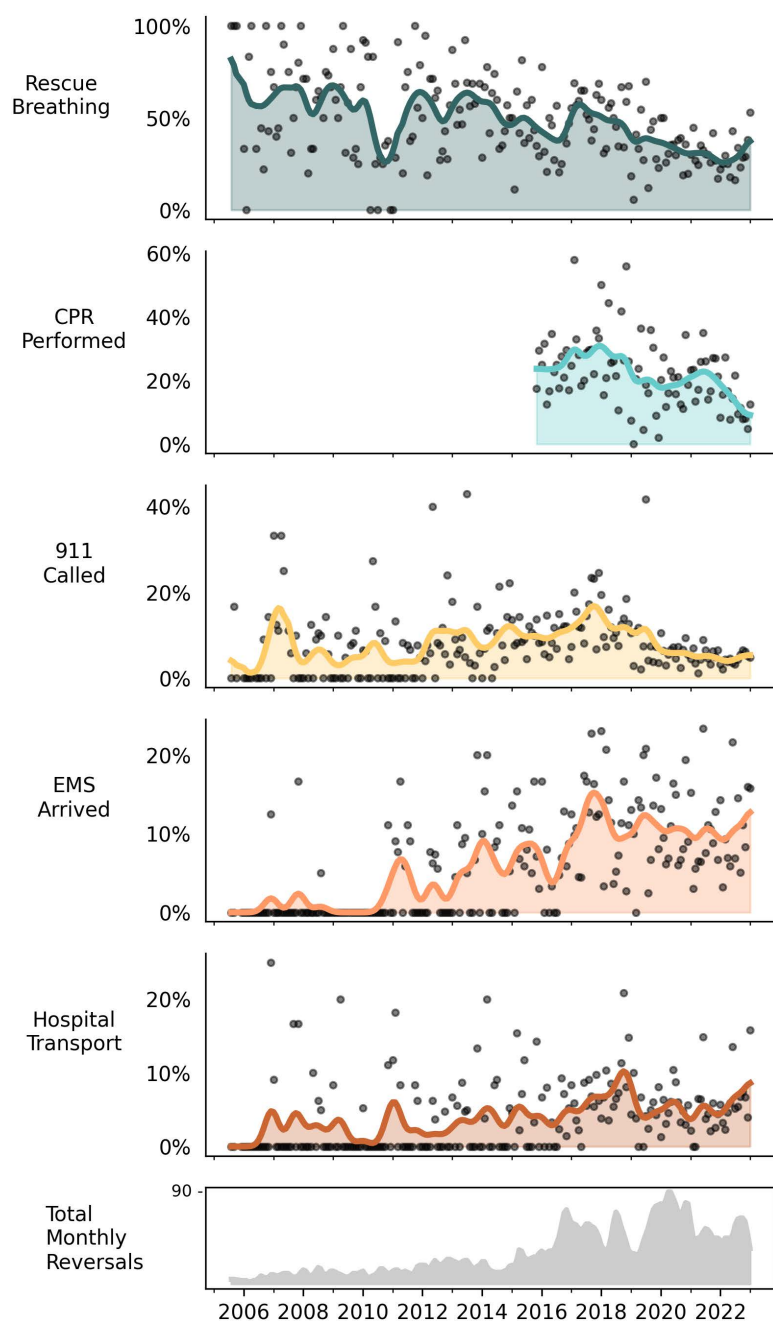 100%
Rescue
Breathing
50%
0%
60%
CPR
Performed
40%
20%
0%
40%
911
Called
20%
0%
20%
EMS
Arrived
10%
0%
20%
Hospital
Transport
10%
0%
90
Total
Monthly
Reversals
2006 2008 2010 2012 2014 2016 2018 2020 2022